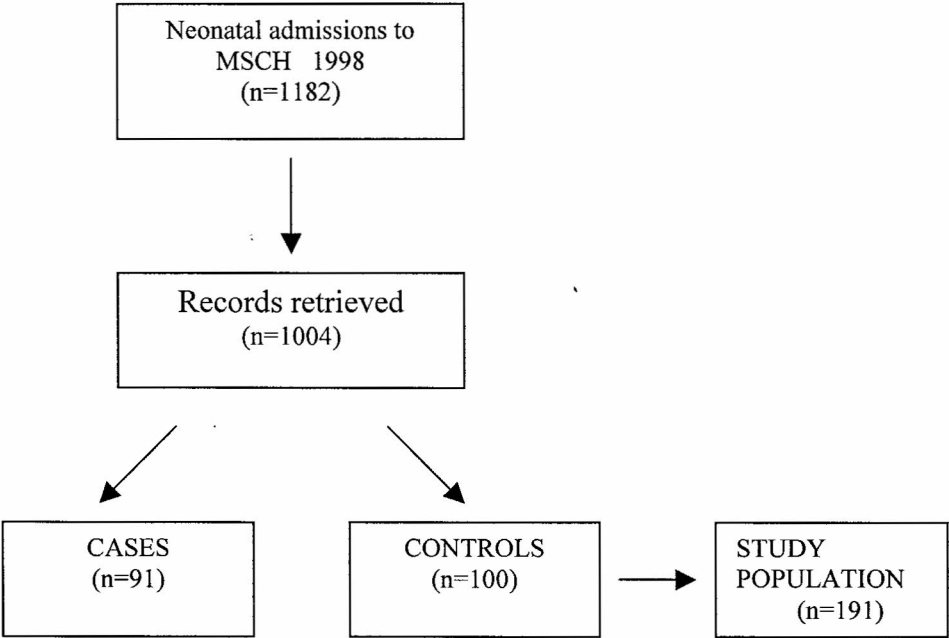 Neonatal admissions to
MSCH 1998
(n=1182)
Records retrieved
(n=1004)
CASES
(n=91)
CONTROLS
(n=100)
STUDY
POPULATION
(n=191)